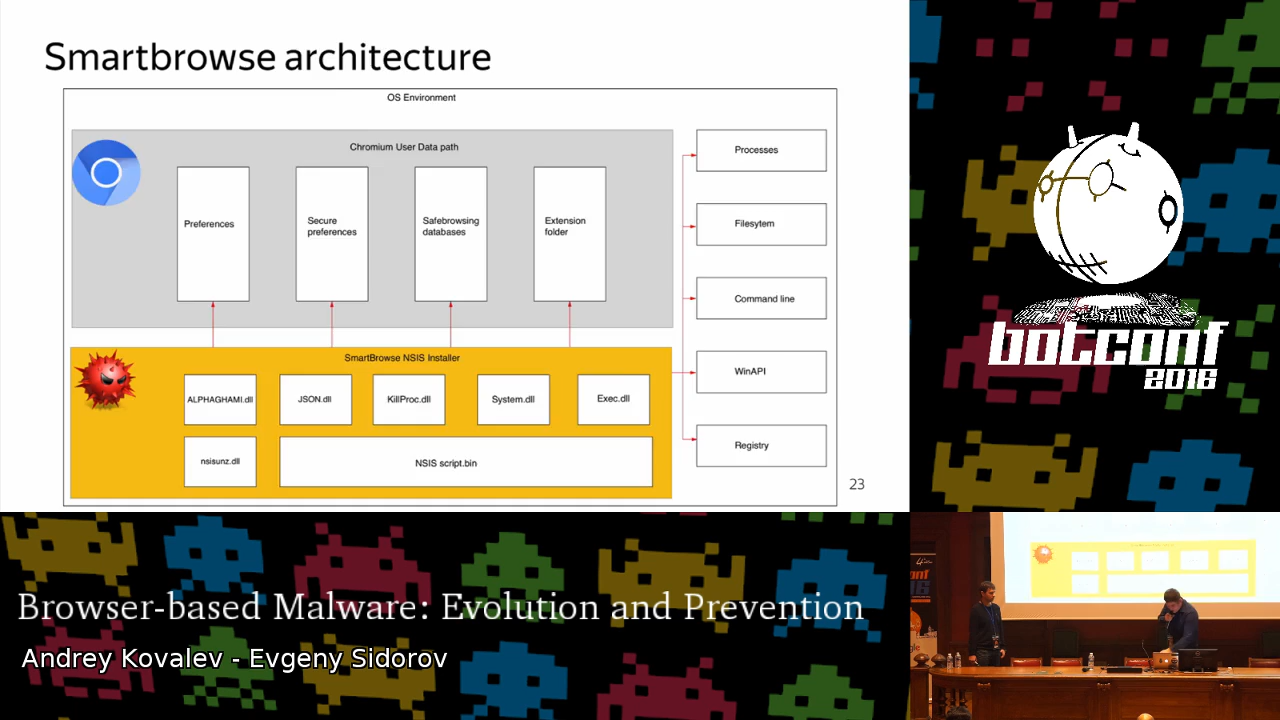 Smartbrowse architecture
OS Environment
Chromium User Data path
Preferences
Secure
preferences
Safebrowsing
databases
Extension
folder
Processes
Filesytem
Command line
WinAPI
Registry
SmartBrowse NSIS Installer
ALPHAGHAMI.dll
JSON.dll
KillProc.dll
System.dll
Exec.dll
nsisunz.dll
NSIS script.bin
23
botconf
2016
Browser-based Malware: Evolution and Prevention
Andrey Kovalev - Evgeny Sidorov